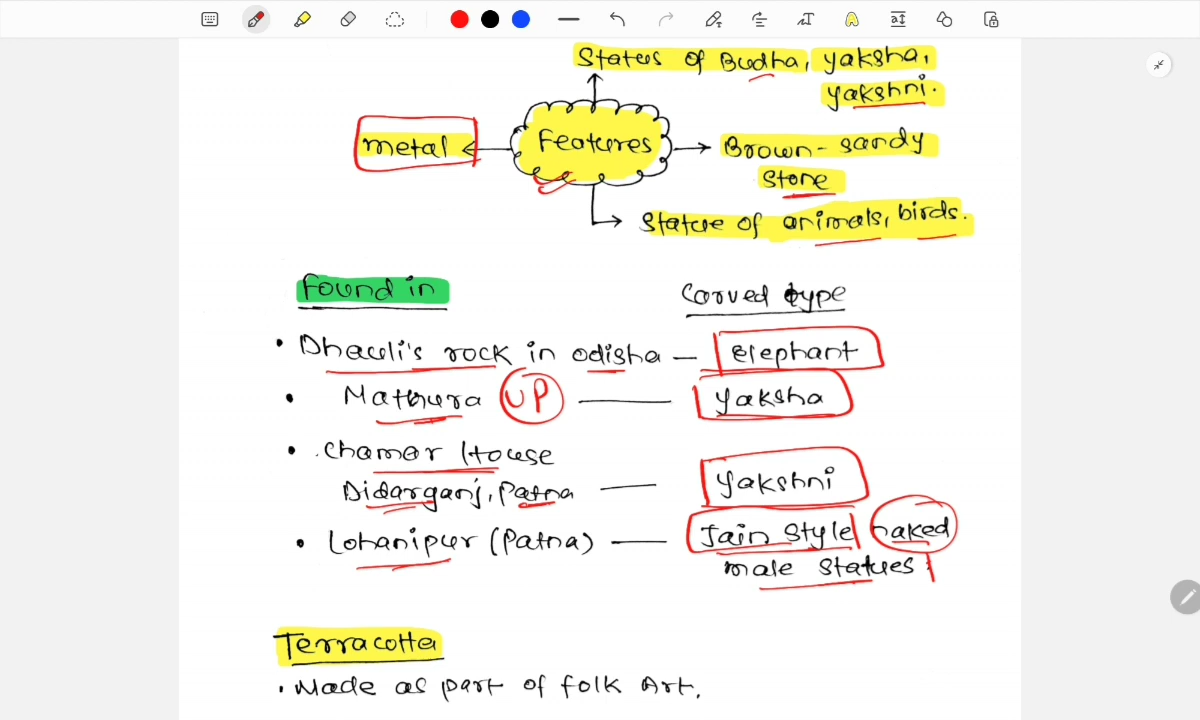 Statues of Budha, yaksha,
yakshni.
metal
Features
Brown-sandy
stone
Statue of animals, birds.
Found in
Carved type
• Dhauli's rock in odisha — elephant
• Mathura UP — yaksha
• Chamar House
Didarganj, Patna — yakshni
• Lohanipur (Patna) — Jain style naked
male statues
Terracotta
• Made as part of folk Art.